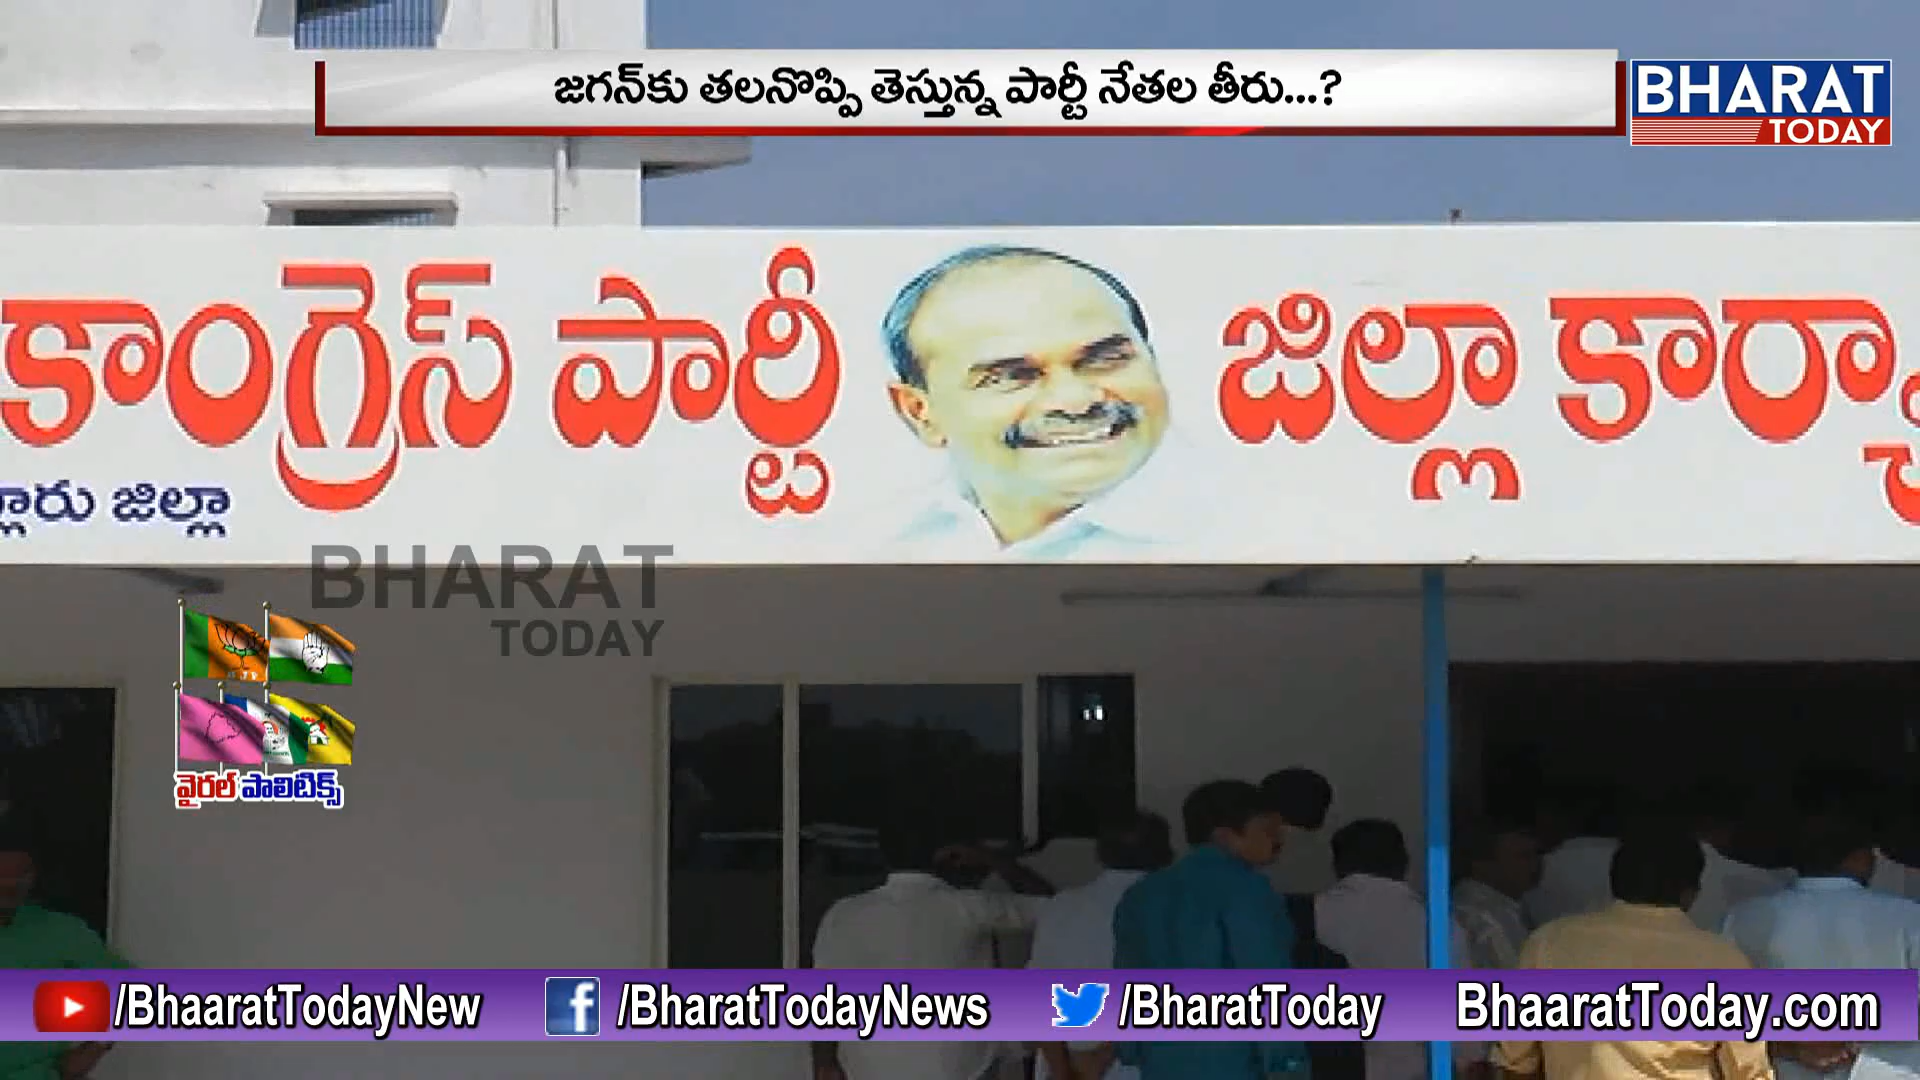 జగన్‌కు తలనొప్పి తెస్తున్న పార్టీ నేతల తీరు...?
BHARAT
TODAY
కాంగ్రెస్ పార్టీ జిల్లా
జిల్లా
BHARAT
TODAY
వైరల్ పాలిటిక్స్
/BhaaratTodayNew /BharatTodayNews /BharatToday BhaaratToday.com